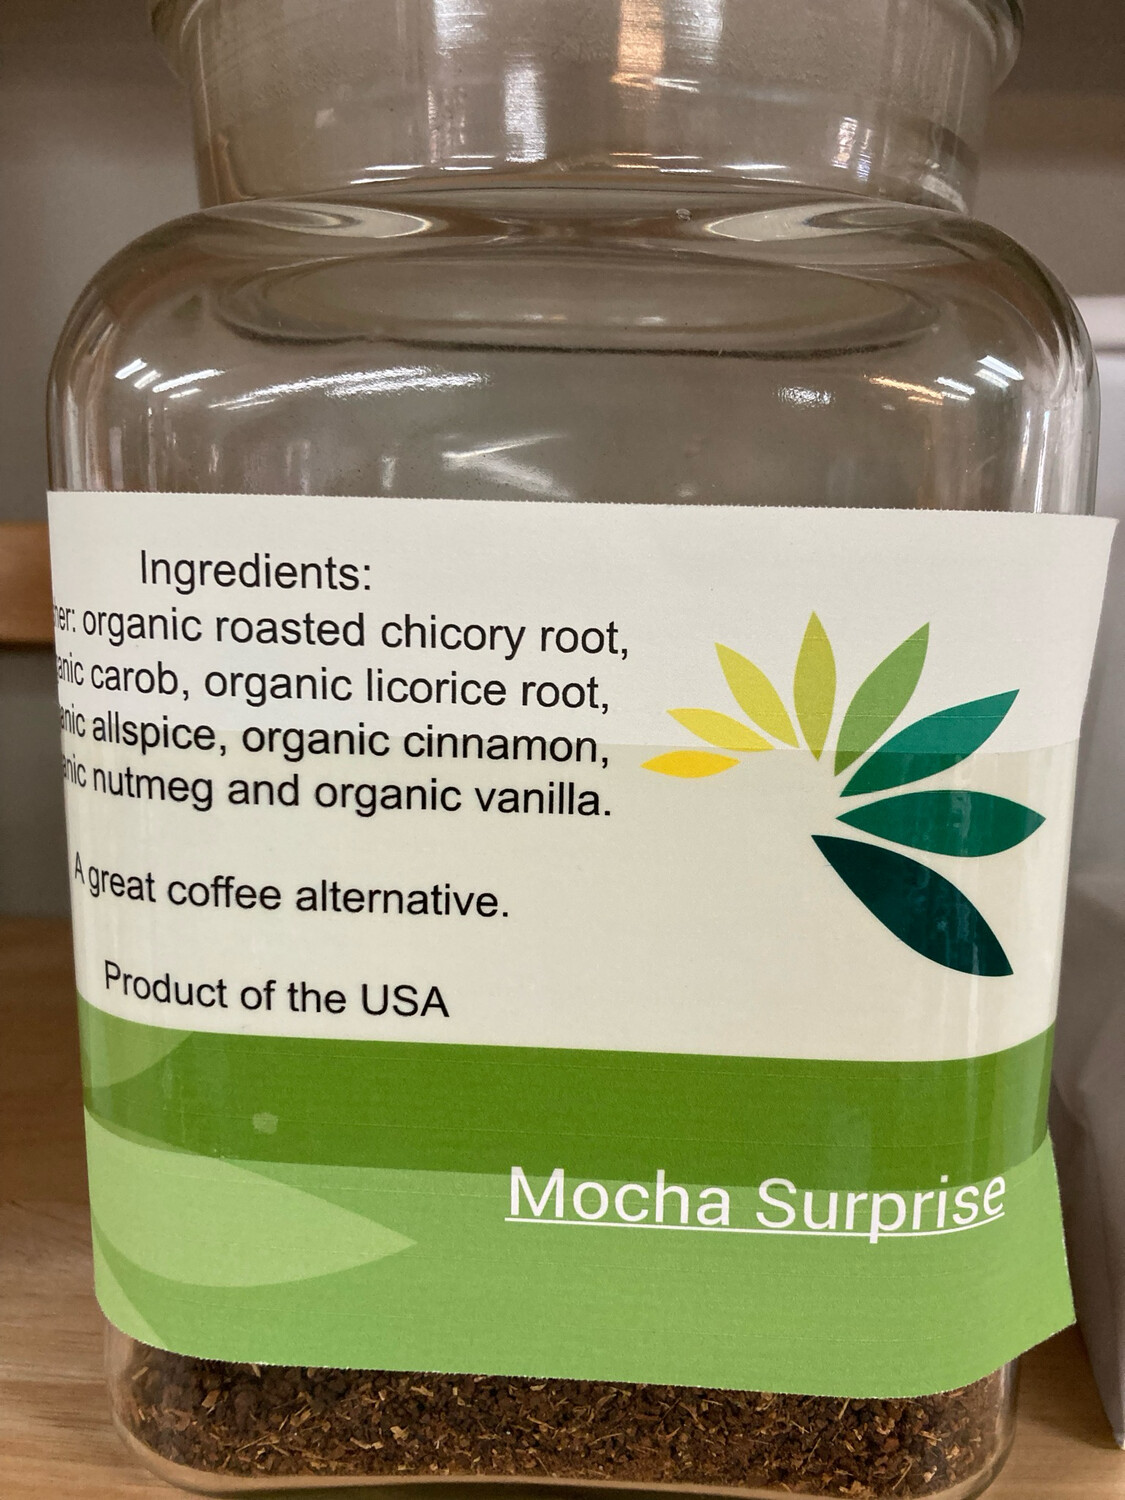 Ingredients:
organic roasted chicory root,
carob, organic licorice root,
allspice, organic cinnamon,
nutmeg and organic vanilla.
A great coffee alternative.
Product of the USA
Mocha Surprise